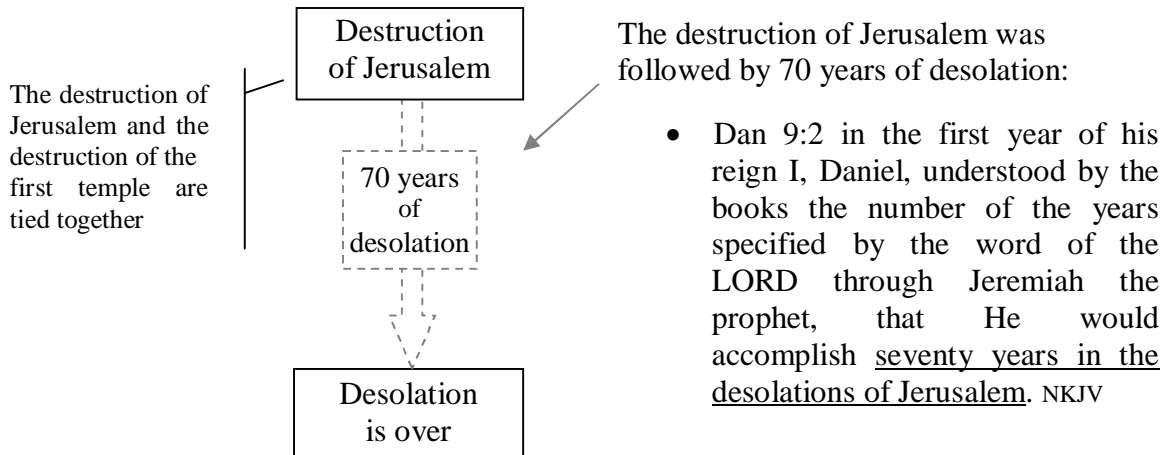 Destruction
of Jerusalem
The destruction of
Jerusalem and the
destruction of the
first temple are
tied together
70 years
of
desolation
Desolation
is over
The destruction of Jerusalem was
followed by 70 years of desolation:
• Dan 9:2 in the first year of his
reign I, Daniel, understood by the
books the number of the years
specified by the word of the
LORD through Jeremiah the
prophet, that He would
accomplish seventy years in the
desolations of Jerusalem. NKJV